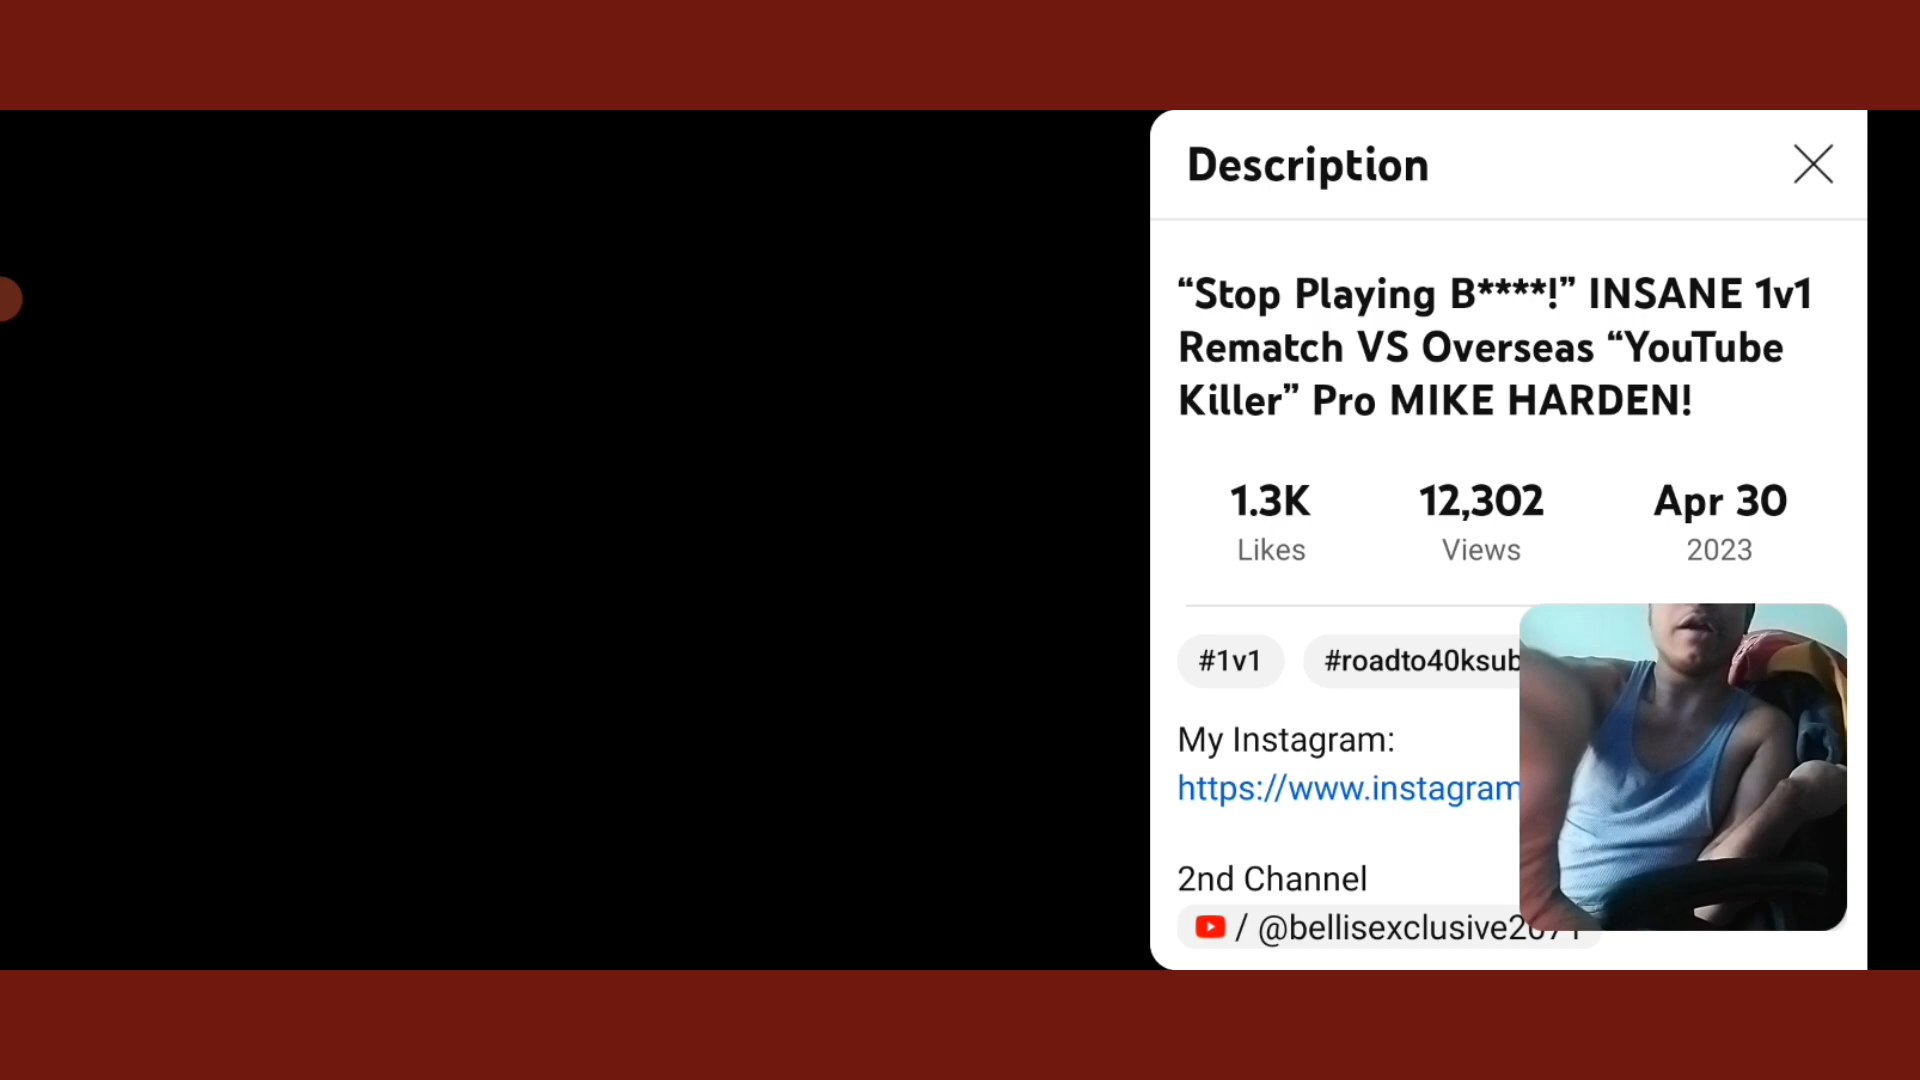 Description
“Stop Playing B****!” INSANE 1v1
Rematch VS Overseas “YouTube
Killer” Pro MIKE HARDEN!
1.3K 12,302 Apr 30
Likes Views 2023
#1v1 #roadto40ksub
My Instagram:
https://www.instagram
2nd Channel
/ @bellisexclusive2071